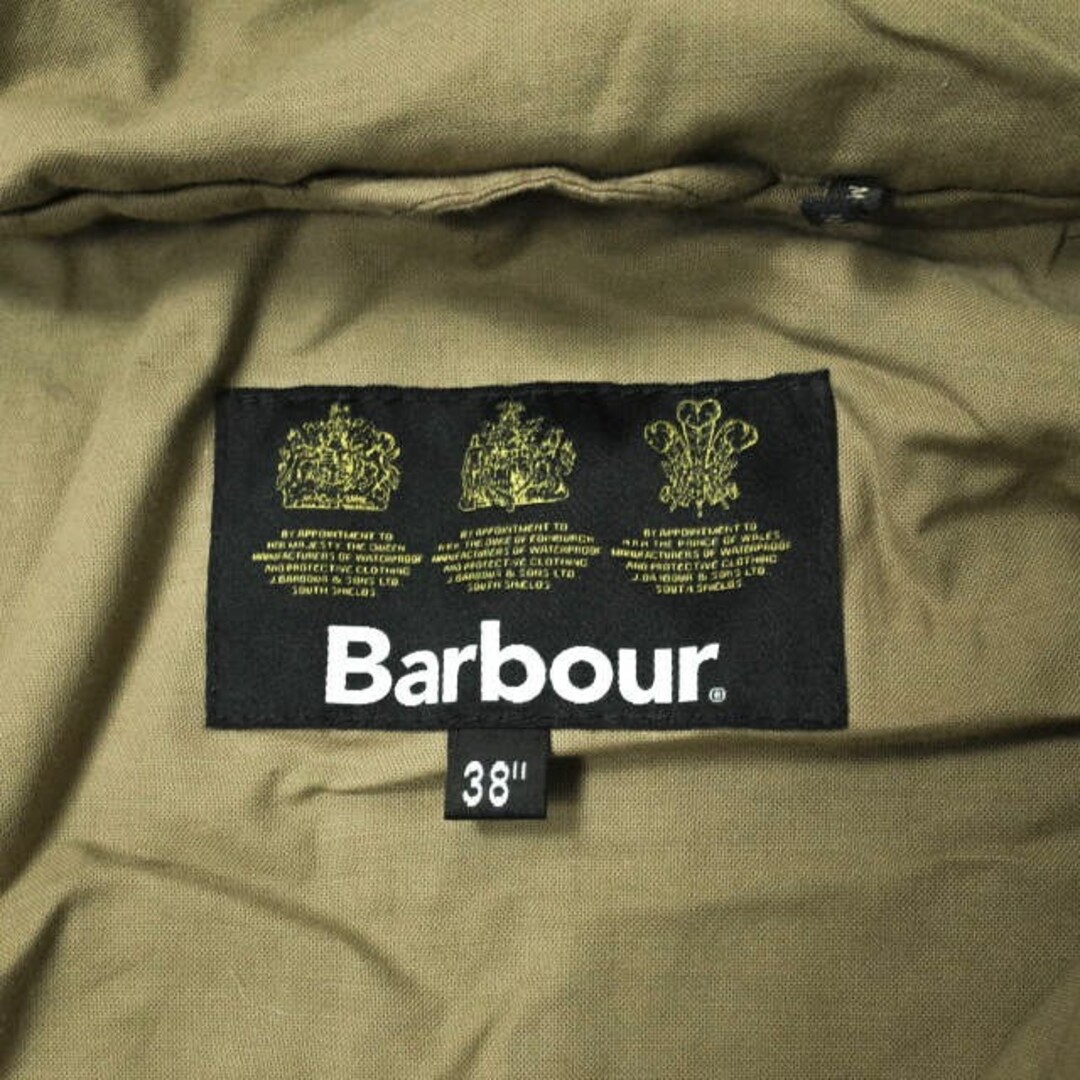 BY APPOINTMENT TO
HER MAJESTY THE QUEEN
MANUFACTURERS OF WATERPROOF
AND PROTECTIVE CLOTHING
J.BARBOUR & SONS LTD
SOUTH SHIELDS
BY APPOINTMENT TO
H.R.H. THE DUKE OF EDINBURGH
MANUFACTURERS OF WATERPROOF
AND PROTECTIVE CLOTHING
J.BARBOUR & SONS LTD
SOUTH SHIELDS
BY APPOINTMENT TO
H.R.H. THE PRINCE OF WALES
MANUFACTURERS OF WATERPROOF
AND PROTECTIVE CLOTHING
J.BARBOUR & SONS LTD
SOUTH SHIELDS
Barbour®
38"